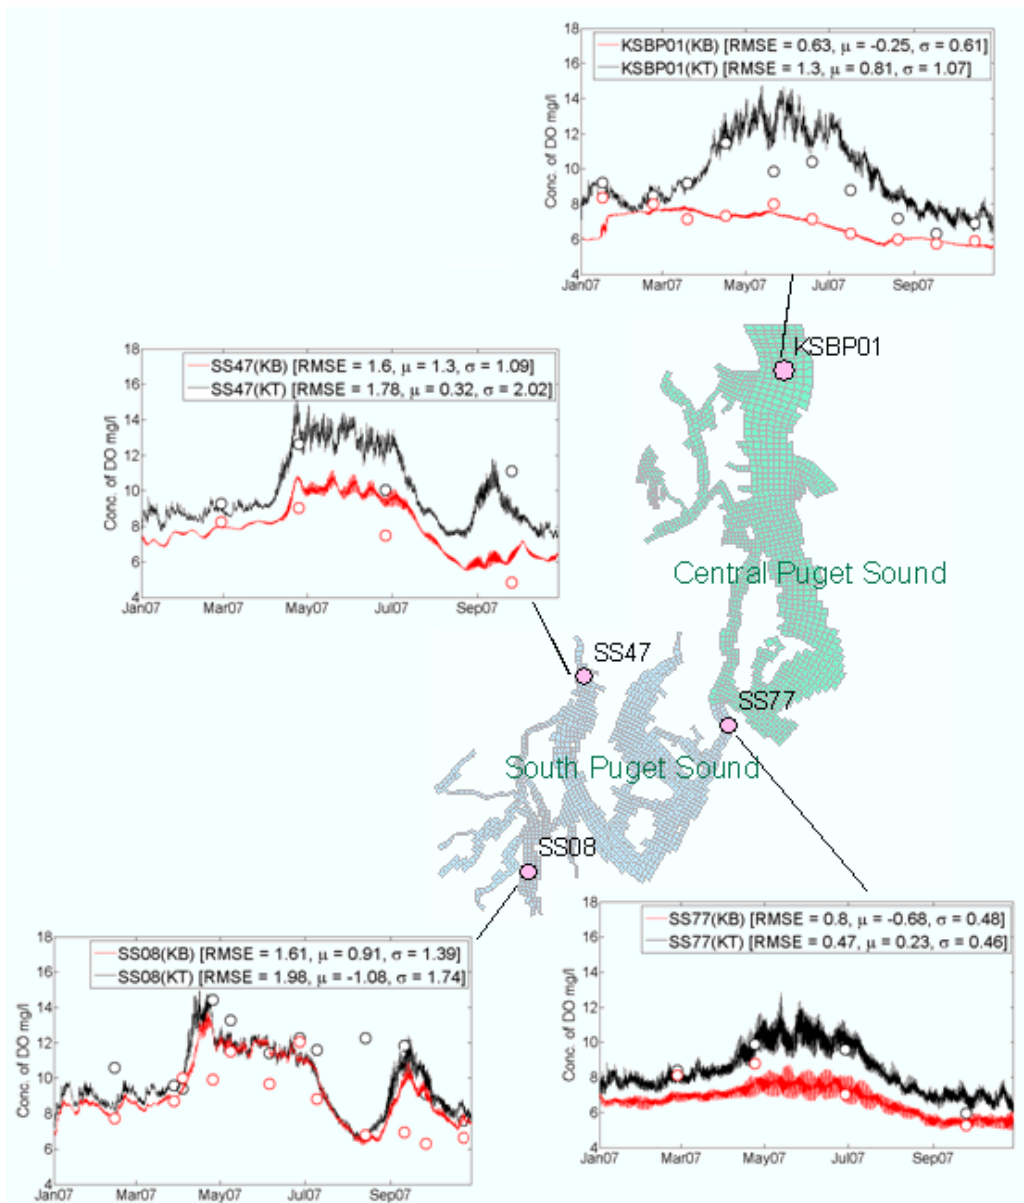 18
16
14
12
10
8
6
4
Conc. of DO mg/l
KSBP01(KB) [RMSE = 0.63, μ = -0.25, σ = 0.61]
KSBP01(KT) [RMSE = 1.3, μ = 0.81, σ = 1.07]
Jan07 Mar07 May07 Jul07 Sep07
KSBP01
18
16
14
12
10
8
6
4
Conc. of DO mg/l
SS47(KB) [RMSE = 1.6, μ = 1.3, σ = 1.09]
SS47(KT) [RMSE = 1.78, μ = 0.32, σ = 2.02]
Jan07 Mar07 May07 Jul07 Sep07
Central Puget Sound
SS47
SS77
South Puget Sound
SS08
18
16
14
12
10
8
6
4
Conc. of DO mg/l
SS77(KB) [RMSE = 0.8, μ = -0.68, σ = 0.48]
SS77(KT) [RMSE = 0.47, μ = 0.23, σ = 0.46]
Jan07 Mar07 May07 Jul07 Sep07
18
16
14
12
10
8
6
4
Conc. of DO mg/l
SS08(KB) [RMSE = 1.61, μ = 0.91, σ = 1.39]
SS08(KT) [RMSE = 1.98, μ = -1.08, σ = 1.74]
Jan07 Mar07 May07 Jul07 Sep07